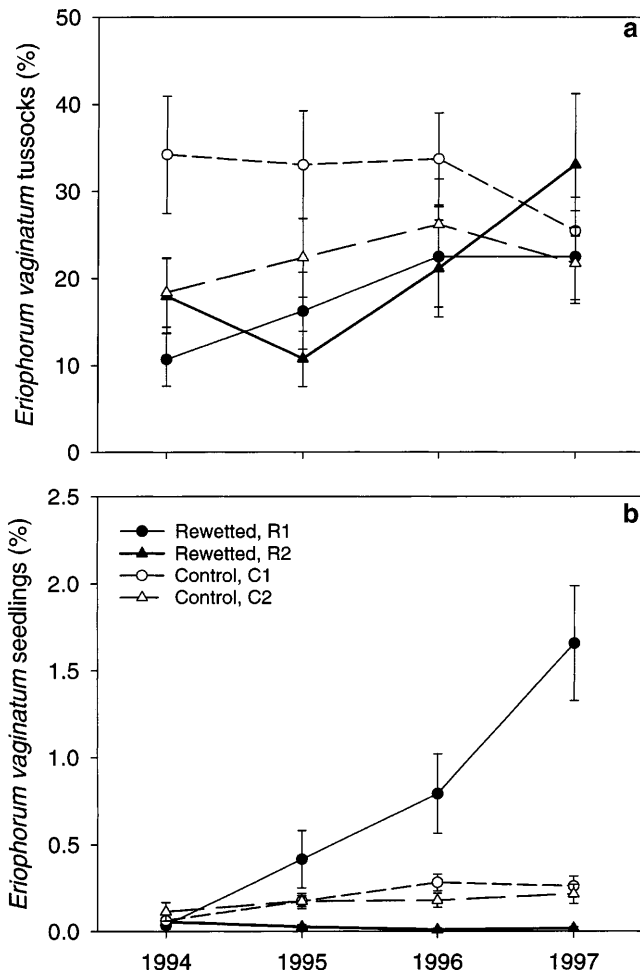 a
50
40
30
20
10
0
Eriophorum vaginatum tussocks (%)
b
2.5
2.0
1.5
1.0
0.5
0.0
Eriophorum vaginatum seedlings (%)
Rewetted, R1
Rewetted, R2
Control, C1
Control, C2
1994 1995 1996 1997